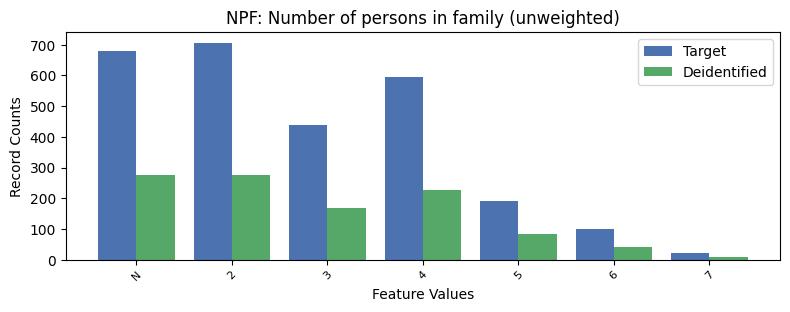 NPF: Number of persons in family (unweighted)
Target
Deidentified
Record Counts
700
600
500
400
300
200
100
0
N
2
3
4
5
6
7
Feature Values